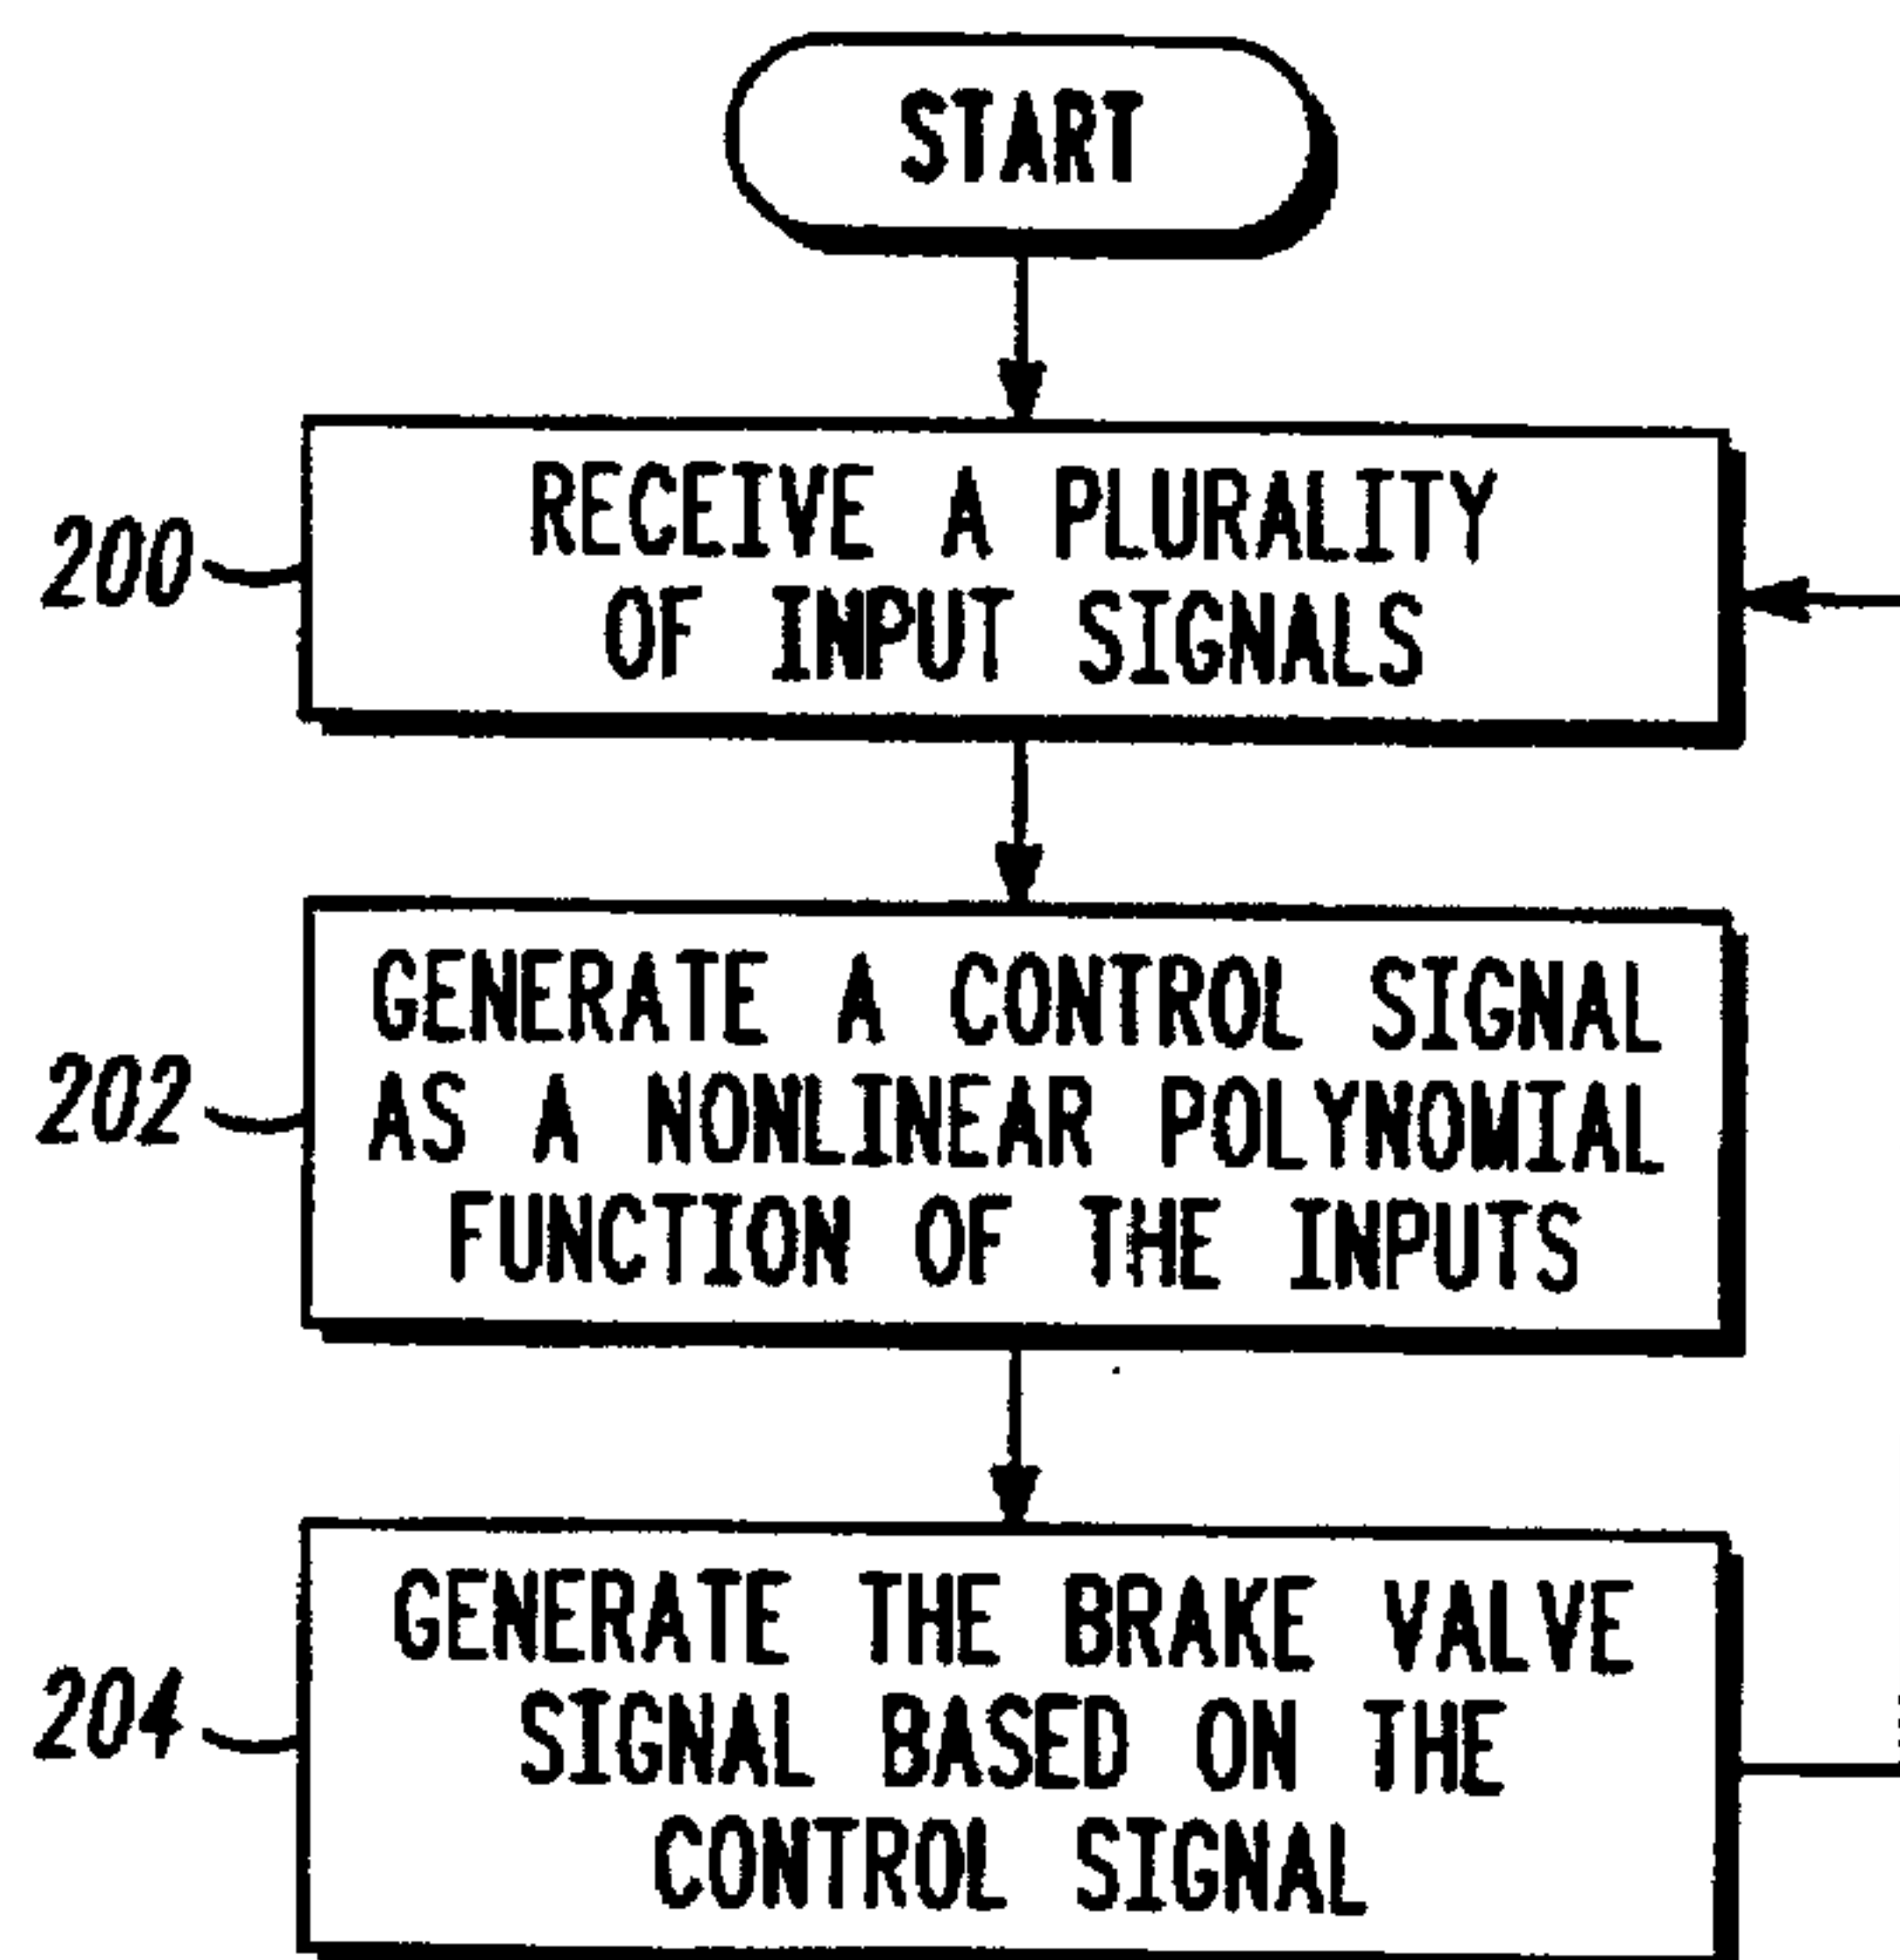 START
200
RECEIVE A PLURALITY
OF INPUT SIGNALS
202
GENERATE A CONTROL SIGNAL
AS A NONLINEAR POLYNOMIAL
FUNCTION OF THE INPUTS
204
GENERATE THE BRAKE VALVE
SIGNAL BASED ON THE
CONTROL SIGNAL